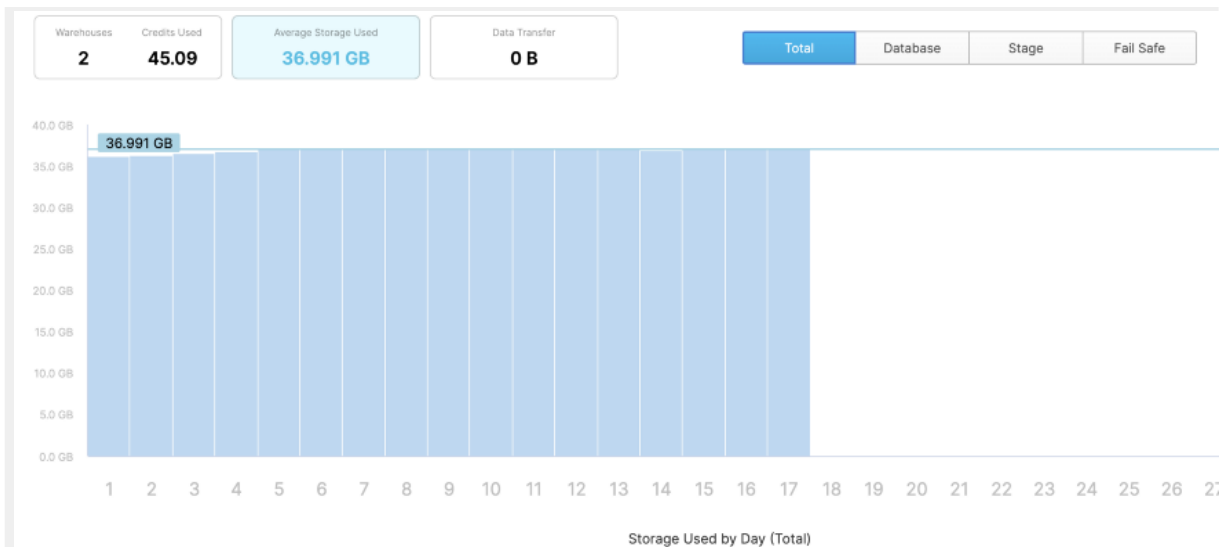 Warehouses Credits Used Average Storage Used Data Transfer
2 45.09 36.991 GB 0 B
Total Database Stage Fail Safe
40.0 GB
36.991 GB
35.0 GB
30.0 GB
25.0 GB
20.0 GB
15.0 GB
10.0 GB
5.0 GB
0.0 GB
1 2 3 4 5 6 7 8 9 10 11 12 13 14 15 16 17 18 19 20 21 22 23 24 25 26 27
Storage Used by Day (Total)